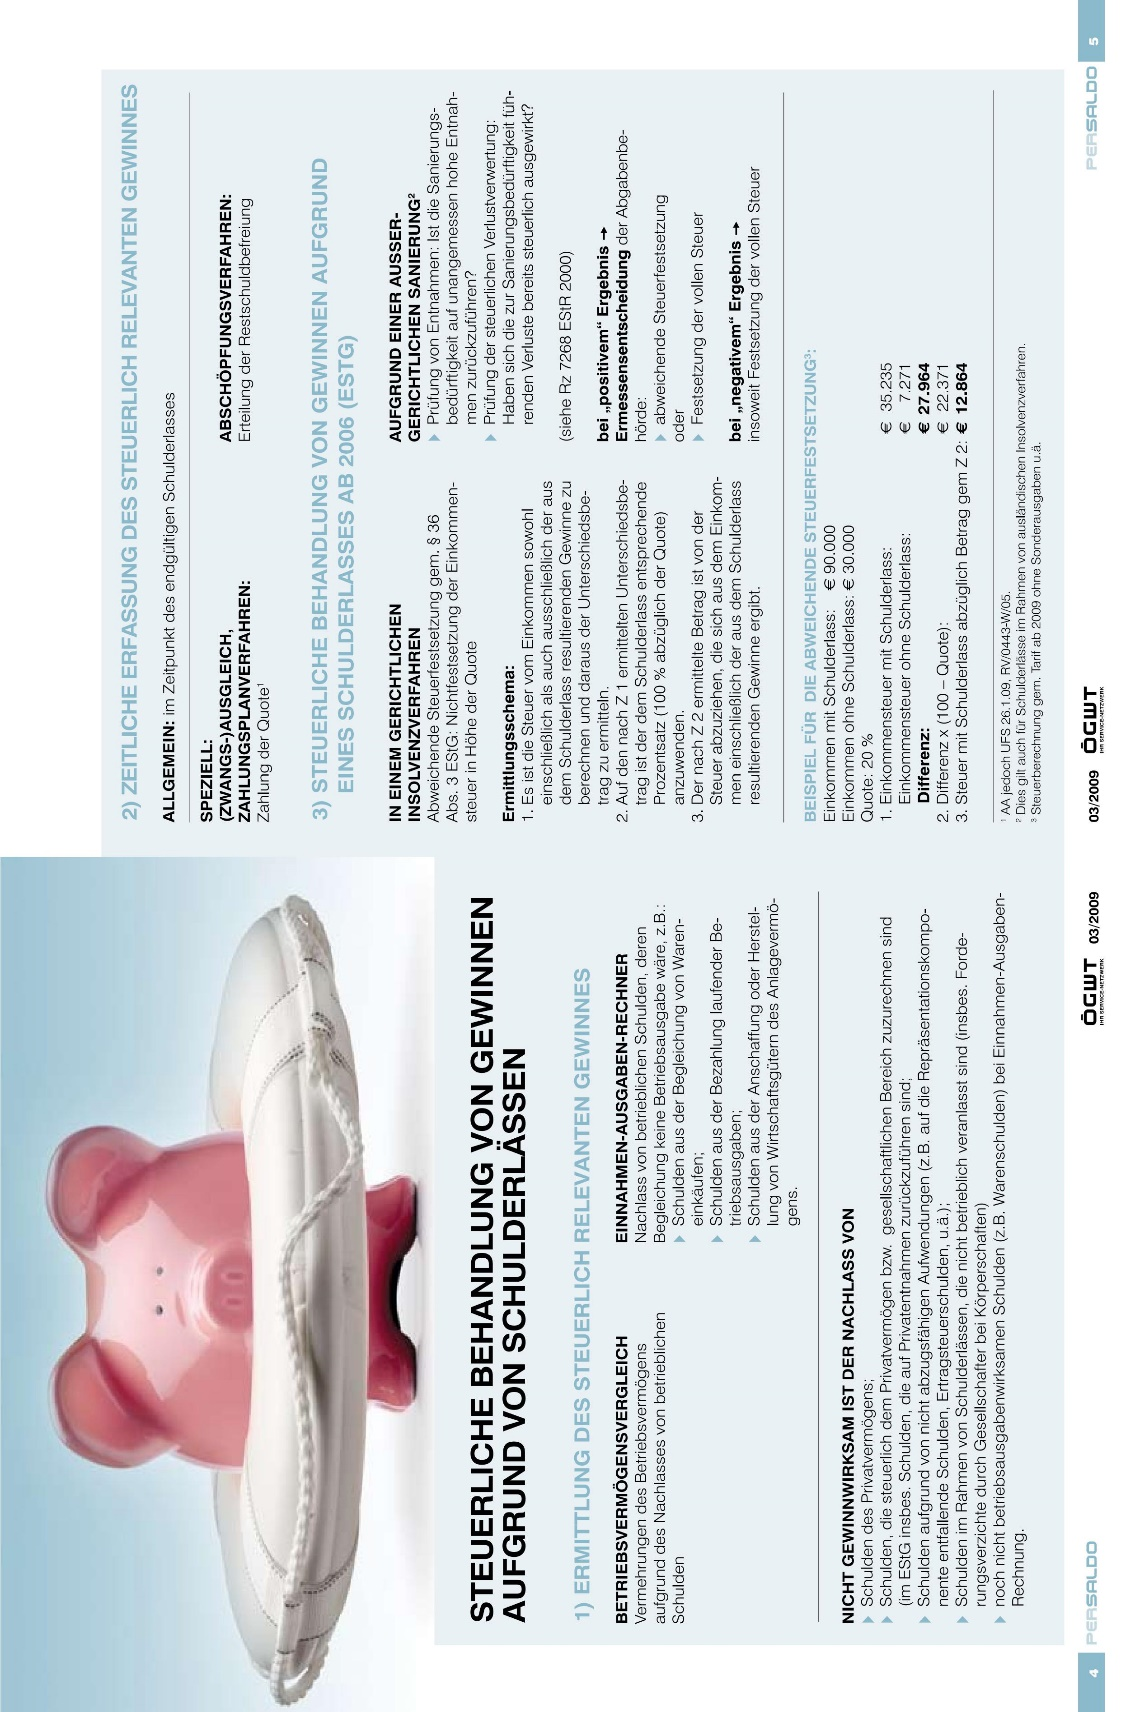 STEUERLICHE BEHANDLUNG VON GEWINNEN
AUFGRUND VON SCHULDERLÄSSEN
1) ERMITTLUNG DES STEUERLICH RELEVANTEN GEWINNES
BETRIEBSVERMÖGENSVERGLEICH
Vermehrungen des Betriebsvermögens
aufgrund des Nachlasses von betrieblichen
Schulden
EINNAHMEN-AUSGABEN-RECHNER
Nachlass von betrieblichen Schulden, deren
Begleichung keine Betriebsausgabe wäre, z.B.:
Schulden aus der Begleichung von Waren-
einkäufen;
Schulden aus der Bezahlung laufender Be-
triebsausgaben;
Schulden aus der Anschaffung oder Herstel-
lung von Wirtschaftsgütern des Anlagevermö-
gens.
NICHT GEWINNWIRKSAM IST DER NACHLASS VON
Schulden des Privatvermögens;
Schulden, die steuerlich dem Privatvermögen bzw. gesellschaftlichen Bereich zuzurechnen sind
(im EStG insbes. Schulden, die auf Privatentnahmen zurückzuführen sind;
Schulden aufgrund von nicht abzugsfähigen Aufwendungen (z.B. auf die Repräsentationskompo-
nente entfallende Schulden, Ertragsteuerschulden, u.ä.);
Schulden im Rahmen von Schulderlässen, die nicht betrieblich veranlasst sind (insbes. Forde-
rungsverzichte durch Gesellschafter bei Körperschaften)
noch nicht betriebsausgabenwirksamen Schulden (z.B. Warenschulden) bei Einnahmen-Ausgaben-
Rechnung.
4 PERSALDO
ÖGWT 03/2009
IHR SERVICE-NETZWERK
2) ZEITLICHE ERFASSUNG DES STEUERLICH RELEVANTEN GEWINNES
ALLGEMEIN: im Zeitpunkt des endgültigen Schulderlasses
SPEZIELL:
(ZWANGS-)AUSGLEICH,
ZAHLUNGSPLANVERFAHREN:
Zahlung der Quote¹
ABSCHÖPFUNGSVERFAHREN:
Erteilung der Restschuldbefreiung
3) STEUERLICHE BEHANDLUNG VON GEWINNEN AUFGRUND
EINES SCHULDERLASSES AB 2006 (ESTG)
IN EINEM GERICHTLICHEN
INSOLVENZVERFAHREN
Abweichende Steuerfestsetzung gem. § 36
Abs. 3 EStG: Nichtfestsetzung der Einkommen-
steuer in Höhe der Quote
Ermittlungsschema:
1. Es ist die Steuer vom Einkommen sowohl
einschließlich als auch ausschließlich der aus
dem Schulderlass resultierenden Gewinne zu
berechnen und daraus der Unterschiedsbe-
trag zu ermitteln.
2. Auf den nach Z 1 ermittelten Unterschiedsbe-
trag ist der dem Schulderlass entsprechende
Prozentsatz (100 % abzüglich der Quote)
anzuwenden.
3. Der nach Z 2 ermittelte Betrag ist von der
Steuer abzuziehen, die sich aus dem Einkom-
men einschließlich der aus dem Schulderlass
resultierenden Gewinne ergibt.
AUFGRUND EINER AUSSER-
GERICHTLICHEN SANIERUNG²
Prüfung von Entnahmen: Ist die Sanierungs-
bedürftigkeit auf unangemessen hohe Entnah-
men zurückzuführen?
Prüfung der steuerlichen Verlustverwertung:
Haben sich die zur Sanierungsbedürftigkeit füh-
renden Verluste bereits steuerlich ausgewirkt?
(siehe Rz 7268 EStR 2000)
bei „positivem“ Ergebnis →
Ermessensentscheidung der Abgabenbe-
hörde:
abweichende Steuerfestsetzung
oder
Festsetzung der vollen Steuer
bei „negativem“ Ergebnis →
insoweit Festsetzung der vollen Steuer
BEISPIEL FÜR DIE ABWEICHENDE STEUERFESTSETZUNG³:
Einkommen mit Schulderlass: € 90.000
Einkommen ohne Schulderlass: € 30.000
Quote: 20 %
1. Einkommensteuer mit Schulderlass: € 35.235
Einkommensteuer ohne Schulderlass: € 7.271
Differenz: € 27.964
2. Differenz x (100 – Quote): € 22.371
3. Steuer mit Schulderlass abzüglich Betrag gem Z 2: € 12.864
¹ AA jedoch UFS 26.1.09, RV/0443-W/05.
² Dies gilt auch für Schulderlässe im Rahmen von ausländischen Insolvenzverfahren.
³ Steuerberechnung gem. Tarif ab 2009 ohne Sonderausgaben u.ä.
03/2009 ÖGWT
IHR SERVICE-NETZWERK
PERSALDO 5